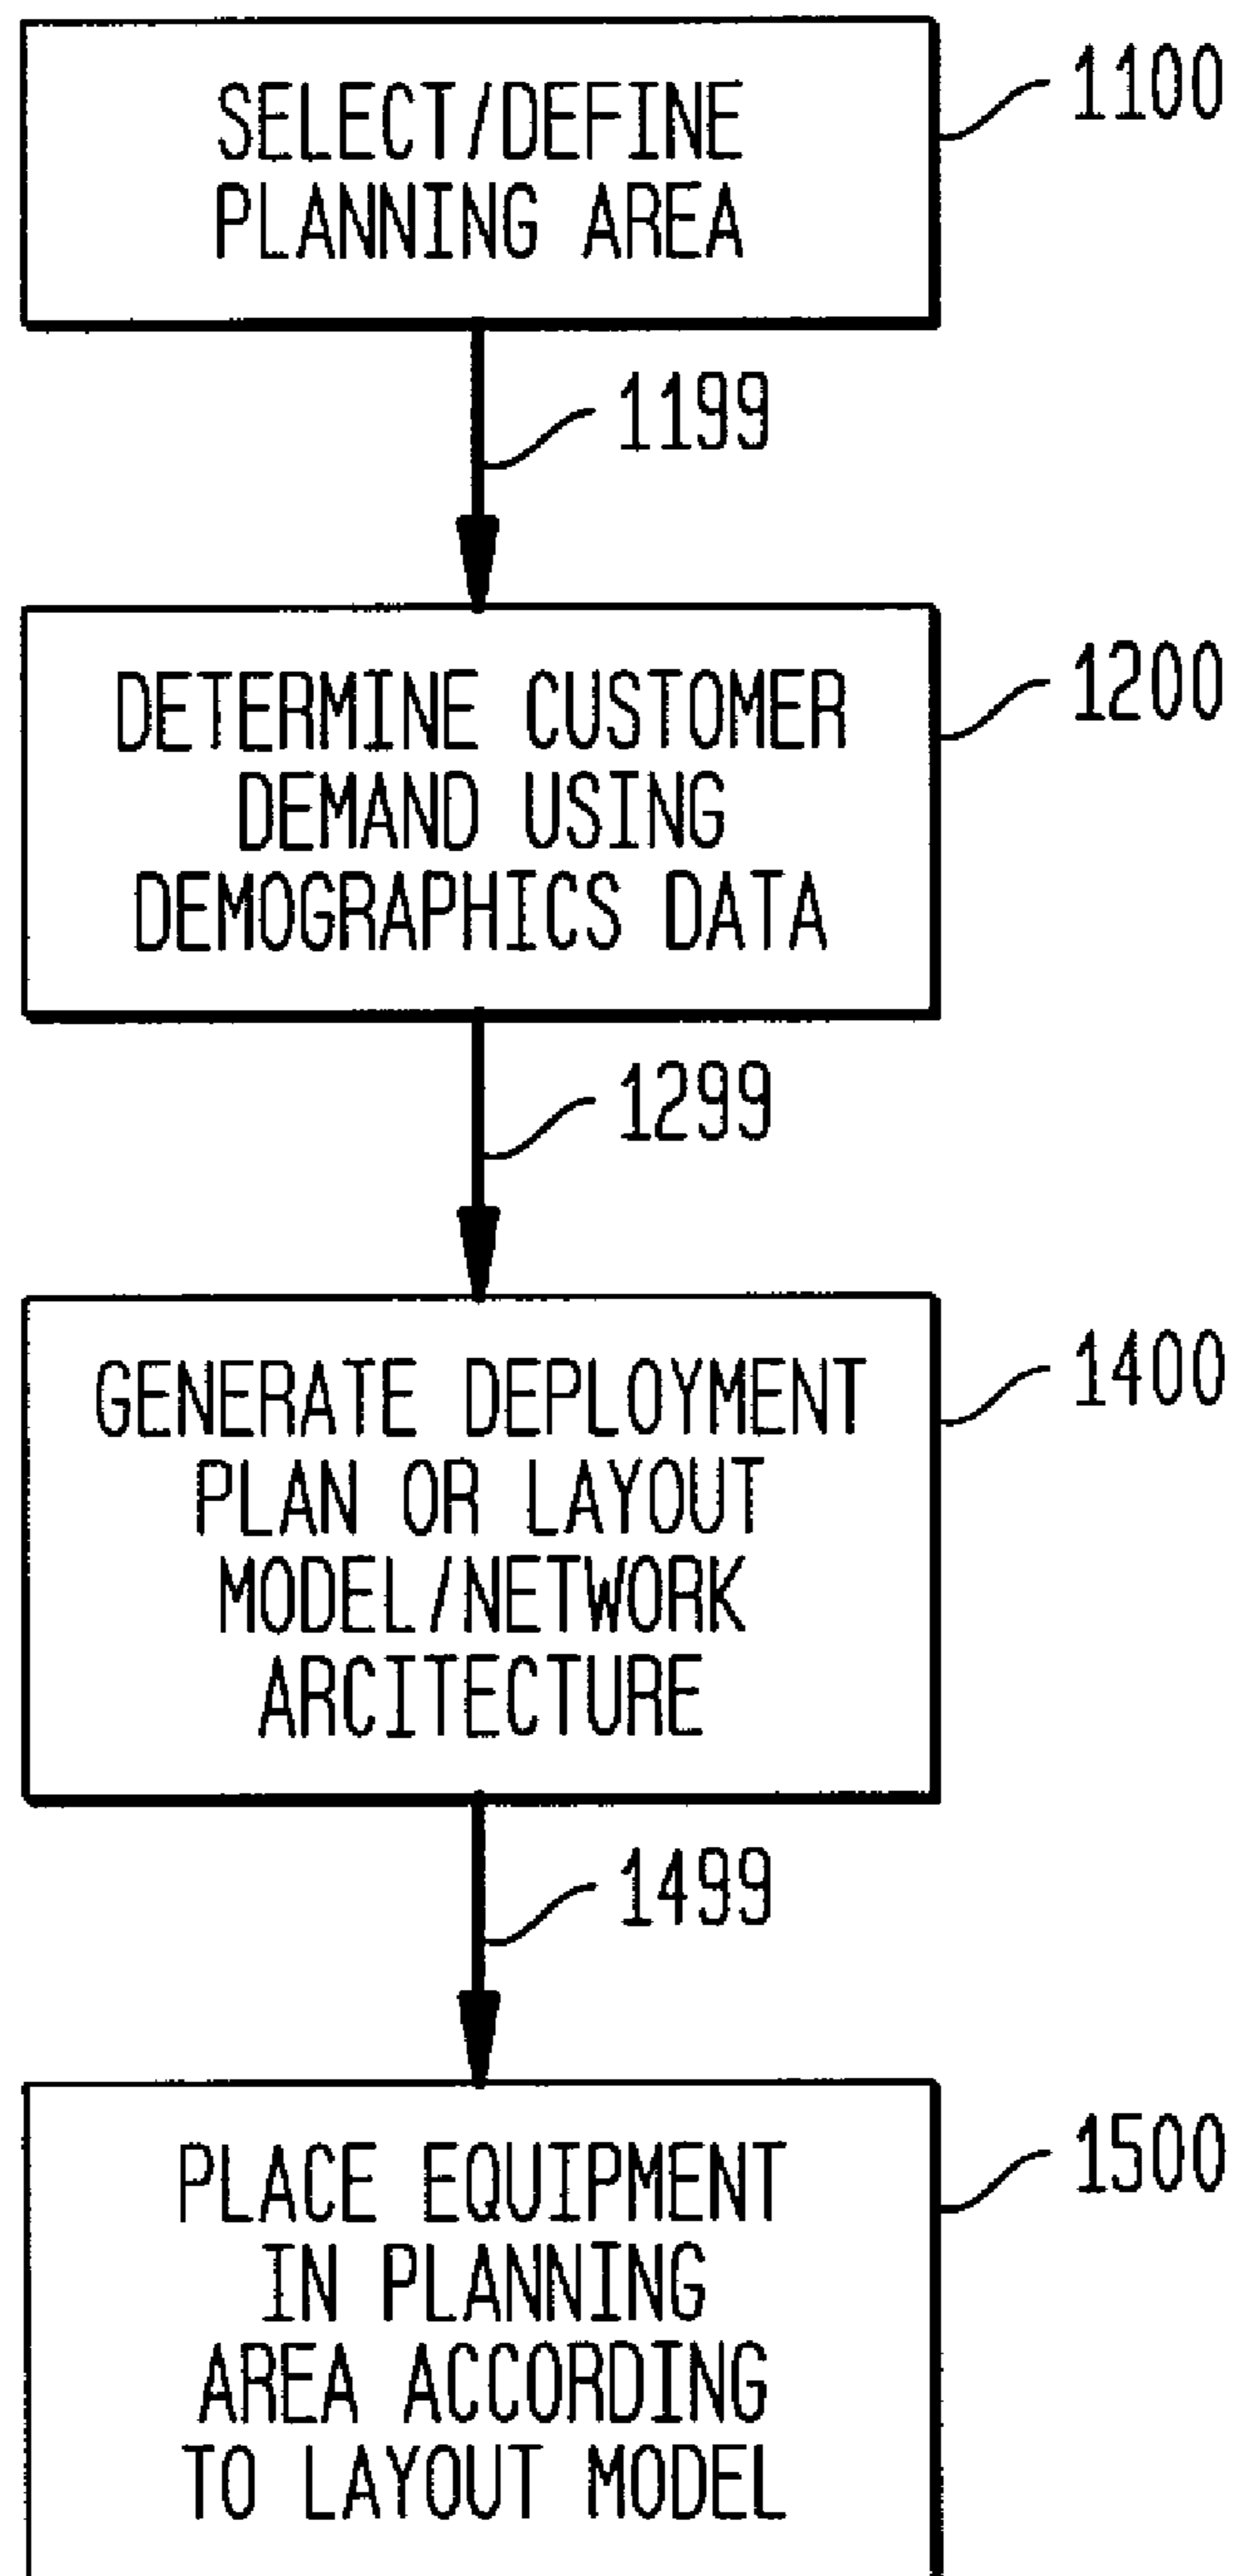 SELECT/DEFINE
PLANNING AREA
1100
1199
DETERMINE CUSTOMER
DEMAND USING
DEMOGRAPHICS DATA
1200
1299
GENERATE DEPLOYMENT
PLAN OR LAYOUT
MODEL/NETWORK
ARCITECTURE
1400
1499
PLACE EQUIPMENT
IN PLANNING
AREA ACCORDING
TO LAYOUT MODEL
1500